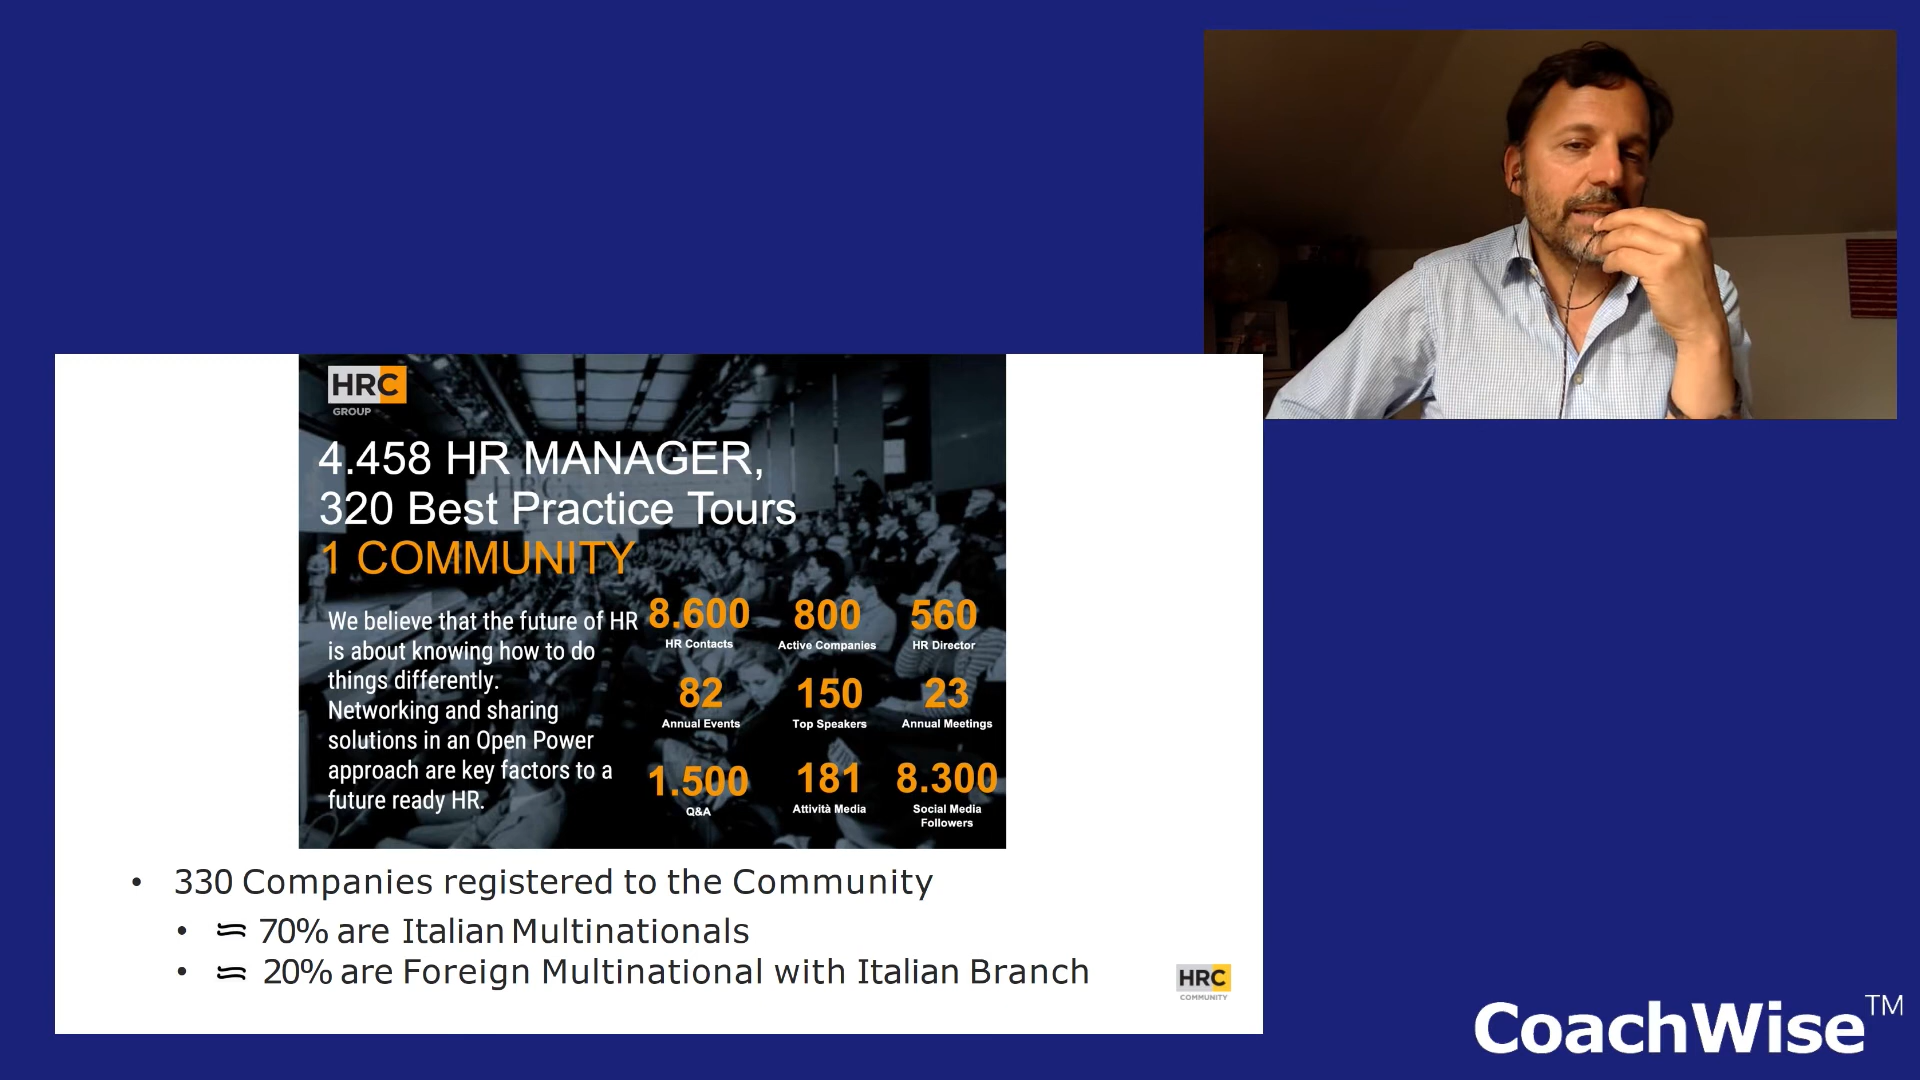 HRC
GROUP
4.458 HR MANAGER,
320 Best Practice Tours
1 COMMUNITY
We believe that the future of HR
is about knowing how to do
things differently.
Networking and sharing
solutions in an Open Power
approach are key factors to a
future ready HR.
8.600
HR Contacts
800
Active Companies
560
HR Director
82
Annual Events
150
Top Speakers
23
Annual Meetings
1.500
Q&A
181
Attività Media
8.300
Social Media
Followers
• 330 Companies registered to the Community
• ≌ 70% are Italian Multinationals
• ≌ 20% are Foreign Multinational with Italian Branch
HRC
COMMUNITY
CoachWise™